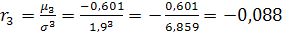 r₃ = μ₃/σ³ = −0,601/1,9³ = − 0,601/6,859 = −0,088